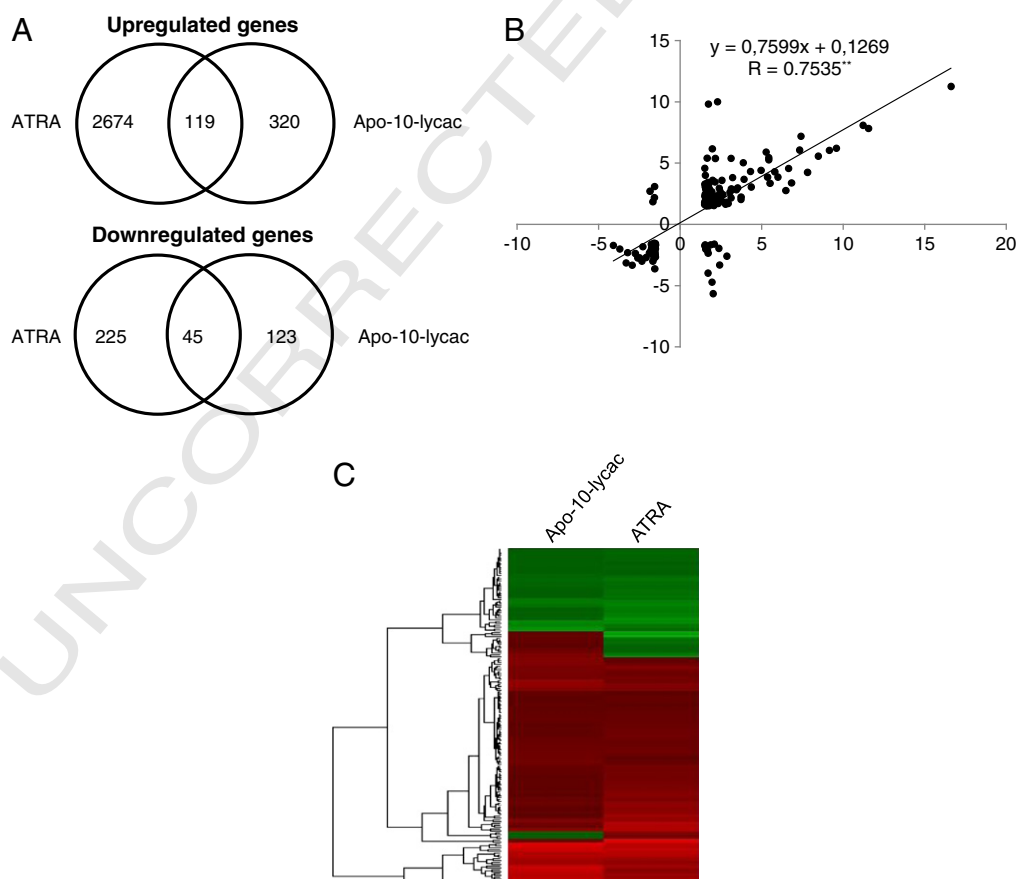 A
Upregulated genes
ATRA 2674 119 320 Apo-10-lycac
Downregulated genes
ATRA 225 45 123 Apo-10-lycac
B
y = 0,7599x + 0,1269
R = 0.7535**
15
10
5
0
-5
-10
-10 -5 0 5 10 15 20
C
Apo-10-lycac ATRA
UNCORRECTE